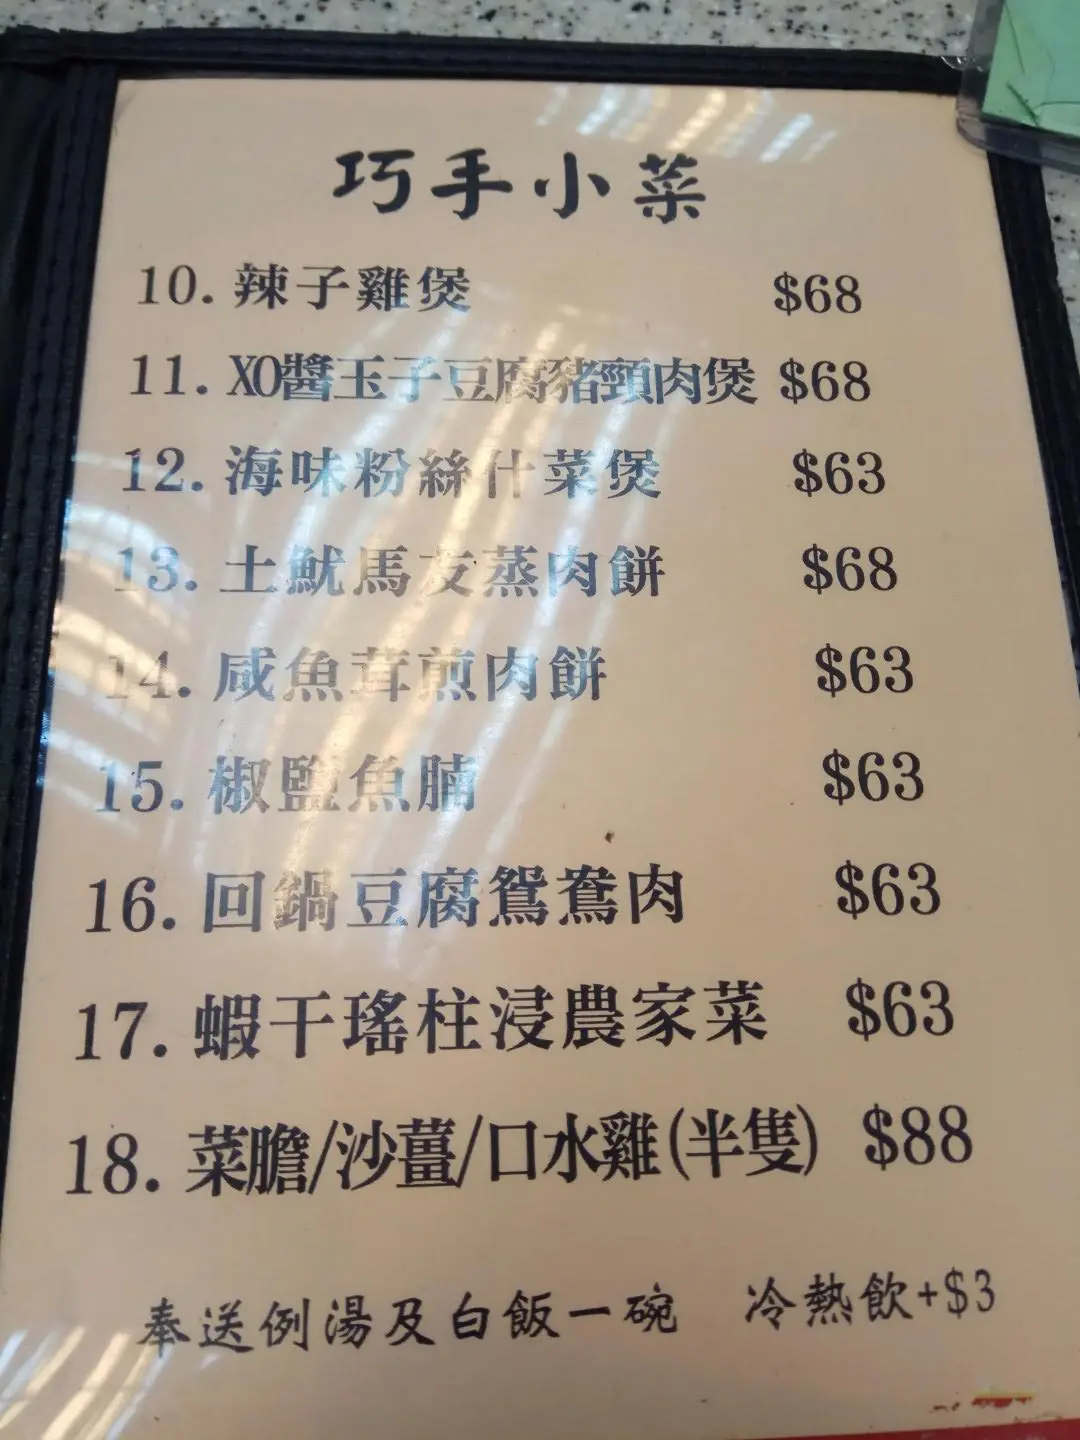 巧手小菜
10. 辣子雞煲 $68
11. XO醬玉子豆腐豬頸肉煲 $68
12. 海味粉絲什菜煲 $63
13. 土魷馬友蒸肉餅 $68
14. 咸魚茸煎肉餅 $63
15. 椒鹽魚腩 $63
16. 回鍋豆腐鴛鴦肉 $63
17. 蝦干瑤柱浸農家菜 $63
18. 菜膽/沙薑/口水雞(半隻) $88
奉送例湯及白飯一碗 冷熱飲+$3